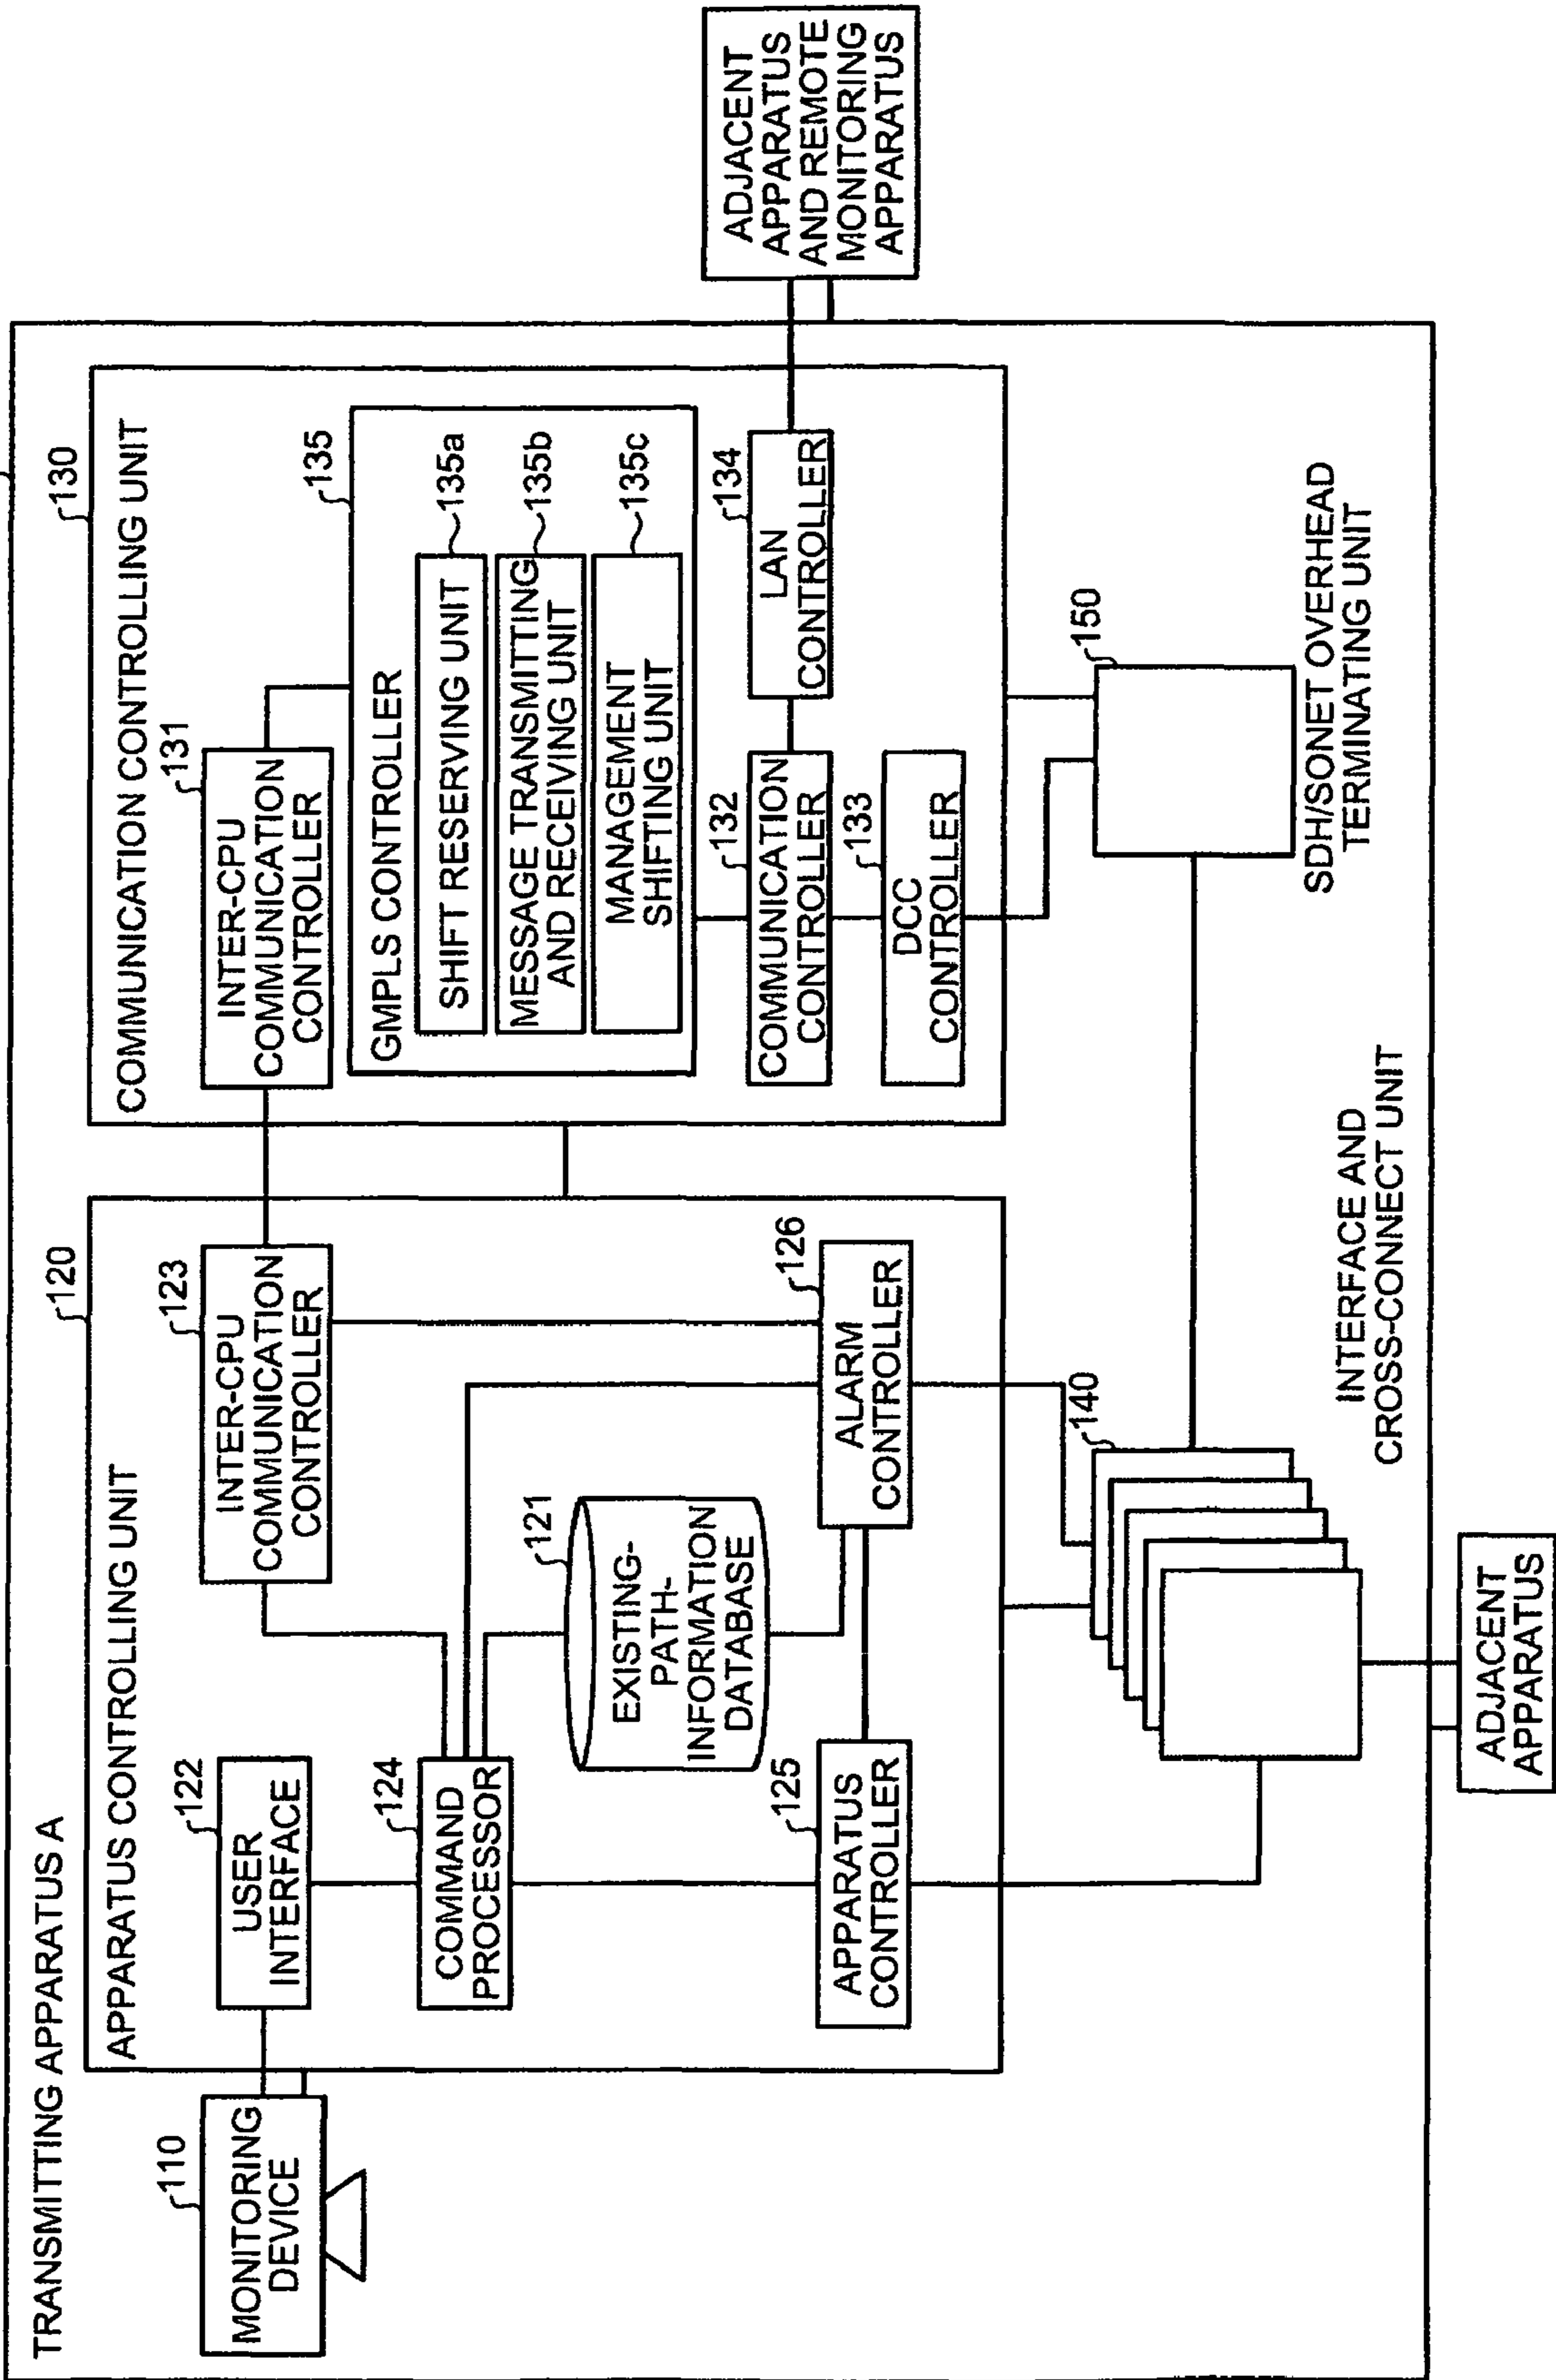 TRANSMITTING APPARATUS A
110
MONITORING
DEVICE
120
APPARATUS CONTROLLING UNIT
122
USER
INTERFACE
123
INTER-CPU
COMMUNICATION
CONTROLLER
124
COMMAND
PROCESSOR
121
EXISTING-
PATH-
INFORMATION
DATABASE
125
APPARATUS
CONTROLLER
126
ALARM
CONTROLLER
130
COMMUNICATION CONTROLLING UNIT
131
INTER-CPU
COMMUNICATION
CONTROLLER
135
GMPLS CONTROLLER
SHIFT RESERVING UNIT
135a
MESSAGE TRANSMITTING
AND RECEIVING UNIT
135b
MANAGEMENT
SHIFTING UNIT
135c
132
COMMUNICATION
CONTROLLER
134
LAN
CONTROLLER
133
DCC
CONTROLLER
ADJACENT
APPARATUS
AND REMOTE
MONITORING
APPARATUS
140
INTERFACE AND
CROSS-CONNECT UNIT
150
SDH/SONET OVERHEAD
TERMINATING UNIT
ADJACENT
APPARATUS